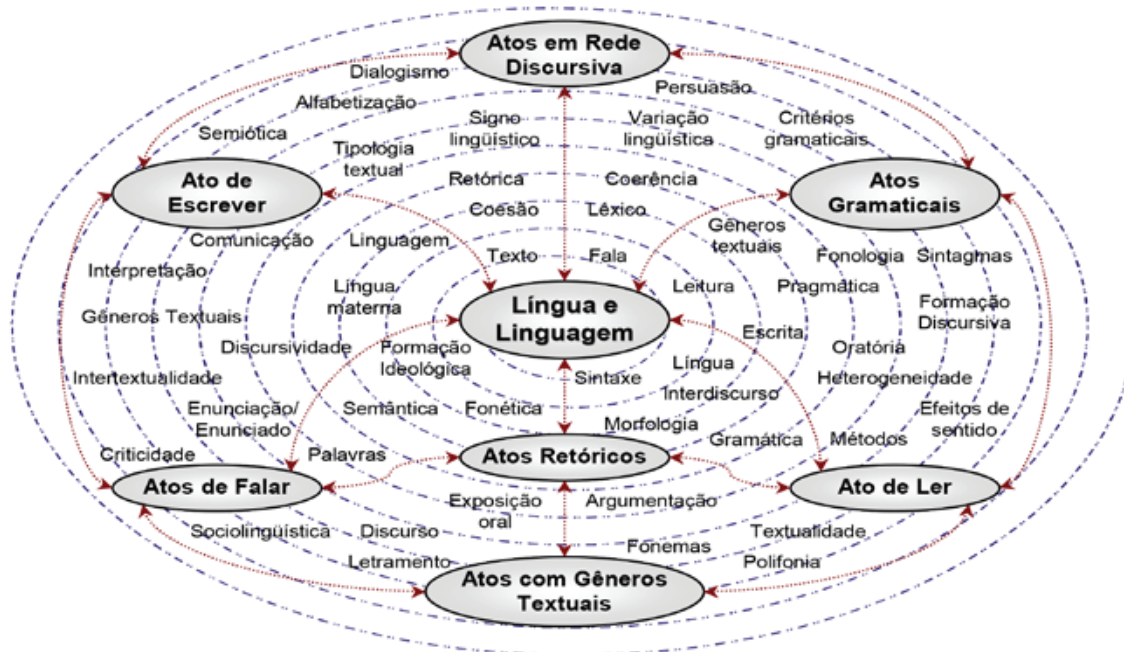 Atos em Rede
Discursiva
Dialogismo
Persuasão
Alfabetização
Semiótica
Signo
lingüístico
Variação
lingüística
Critérios
gramaticais
Tipologia
textual
Ato de
Escrever
Retórica
Coerência
Atos
Gramaticais
Coesão
Léxico
Comunicação
Linguagem
Gêneros
textuais
Texto
Fala
Fonologia
Sintagmas
Interpretação
Língua
materna
Língua e
Linguagem
Leitura
Pragmática
Gêneros Textuais
Formação
Discursiva
Discursividade
Formação
Ideológica
Escrita
Oratória
Intertextualidade
Sintaxe
Língua
Interdiscurso
Heterogeneidade
Enunciação/
Enunciado
Semântica
Fonética
Morfologia
Efeitos de
sentido
Criticidade
Palavras
Atos Retóricos
Gramática
Métodos
Atos de Falar
Exposição
oral
Argumentação
Ato de Ler
Sociolingüística
Discurso
Fonemas
Textualidade
Letramento
Polifonia
Atos com Gêneros
Textuais